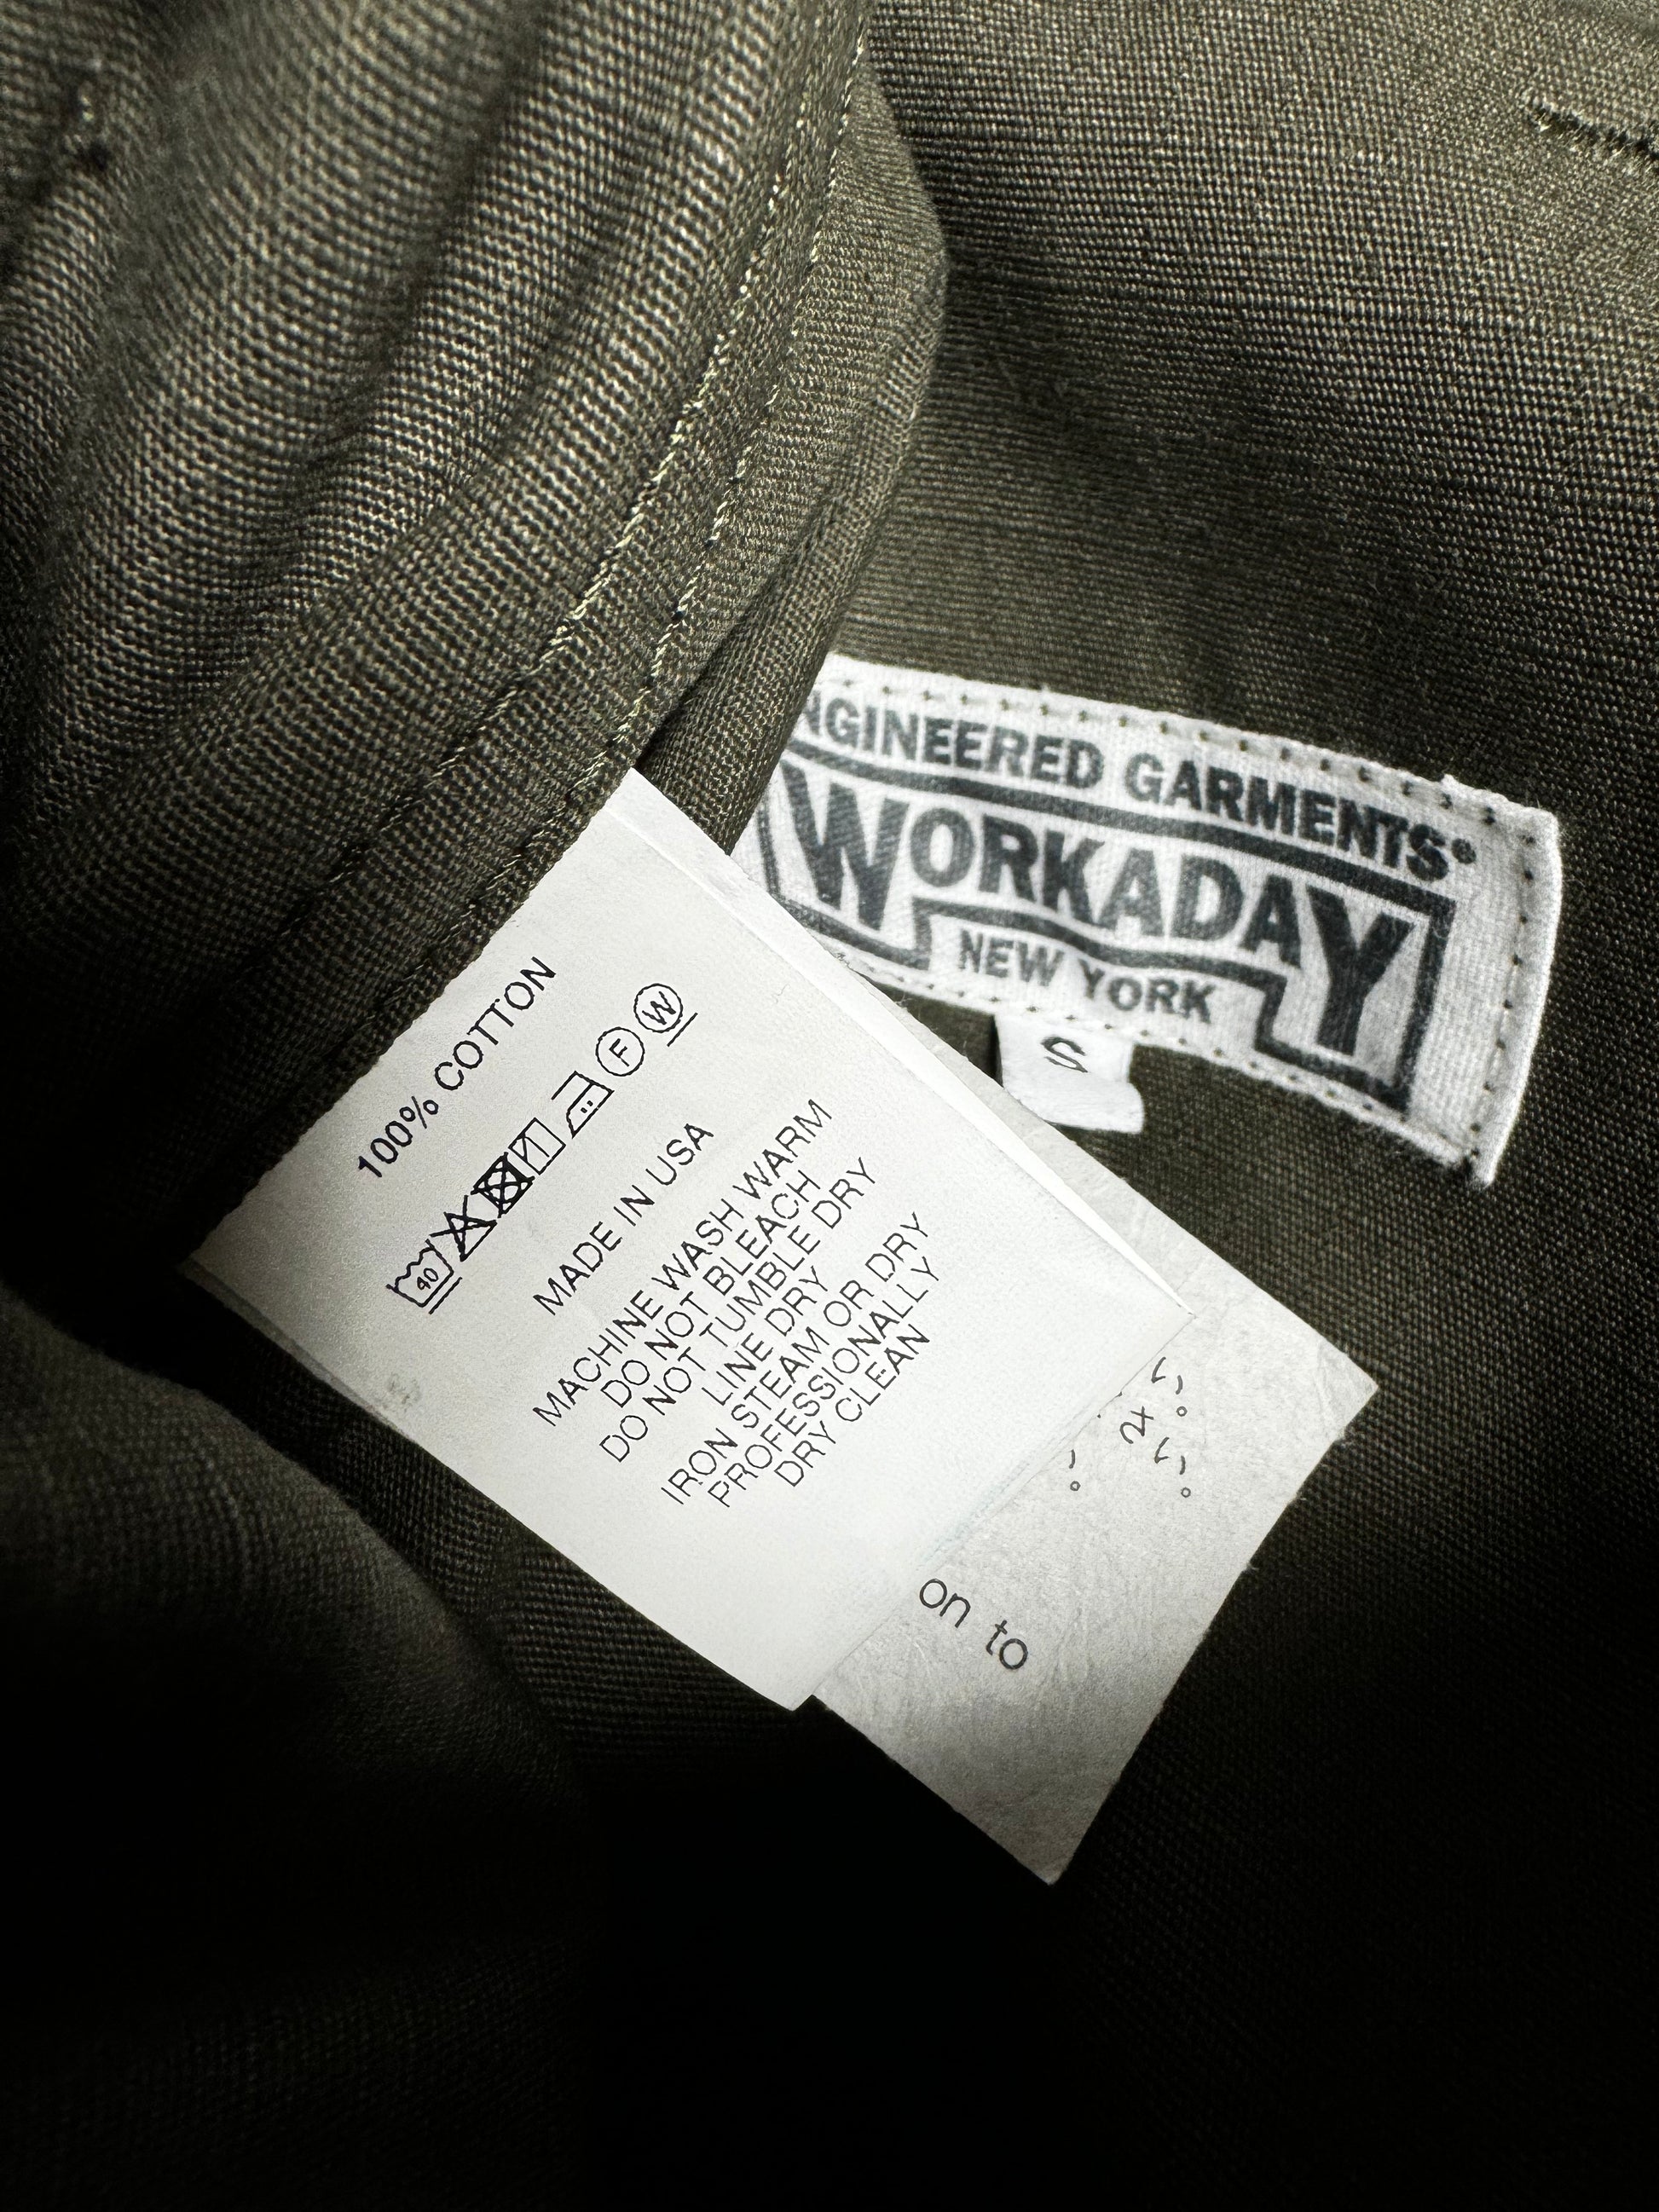 NGINEERED GARMENTS®
WORKADAY
NEW YORK
S
100% COTTON
40
F
W
MADE IN USA
MACHINE WASH WARM
DO NOT BLEACH
DO NOT TUMBLE DRY
LINE DRY
IRON STEAM OR DRY
PROFESSIONALLY
DRY CLEAN
on to